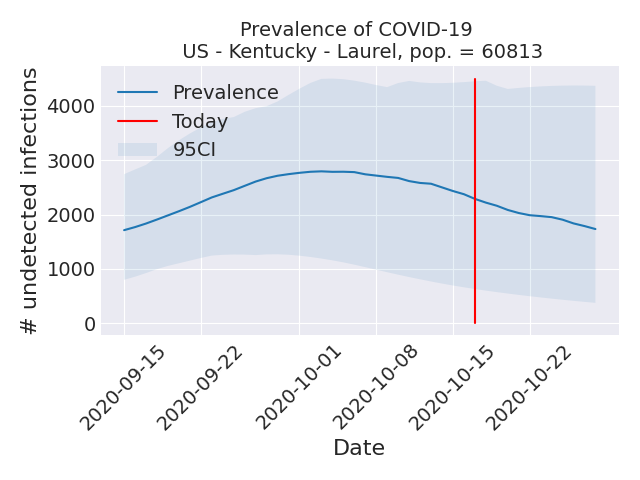 Prevalence of COVID-19
US - Kentucky - Laurel, pop. = 60813
# undetected infections
4000
3000
2000
1000
0
Prevalence
Today
95CI
2020-09-15
2020-09-22
2020-10-01
2020-10-08
2020-10-15
2020-10-22
Date